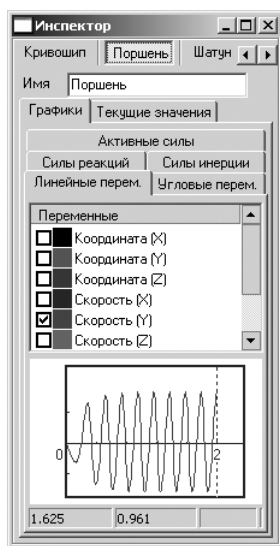 Инспектор
Кривошип Поршень Шатун
Имя Поршень
Графики Текущие значения
Активные силы
Силы реакций Силы инерции
Линейные перем. Угловые перем.
Переменные
Координата (X)
Координата (Y)
Координата (Z)
Скорость (X)
Скорость (Y)
Скорость (Z)
0 2
1.625 0.961